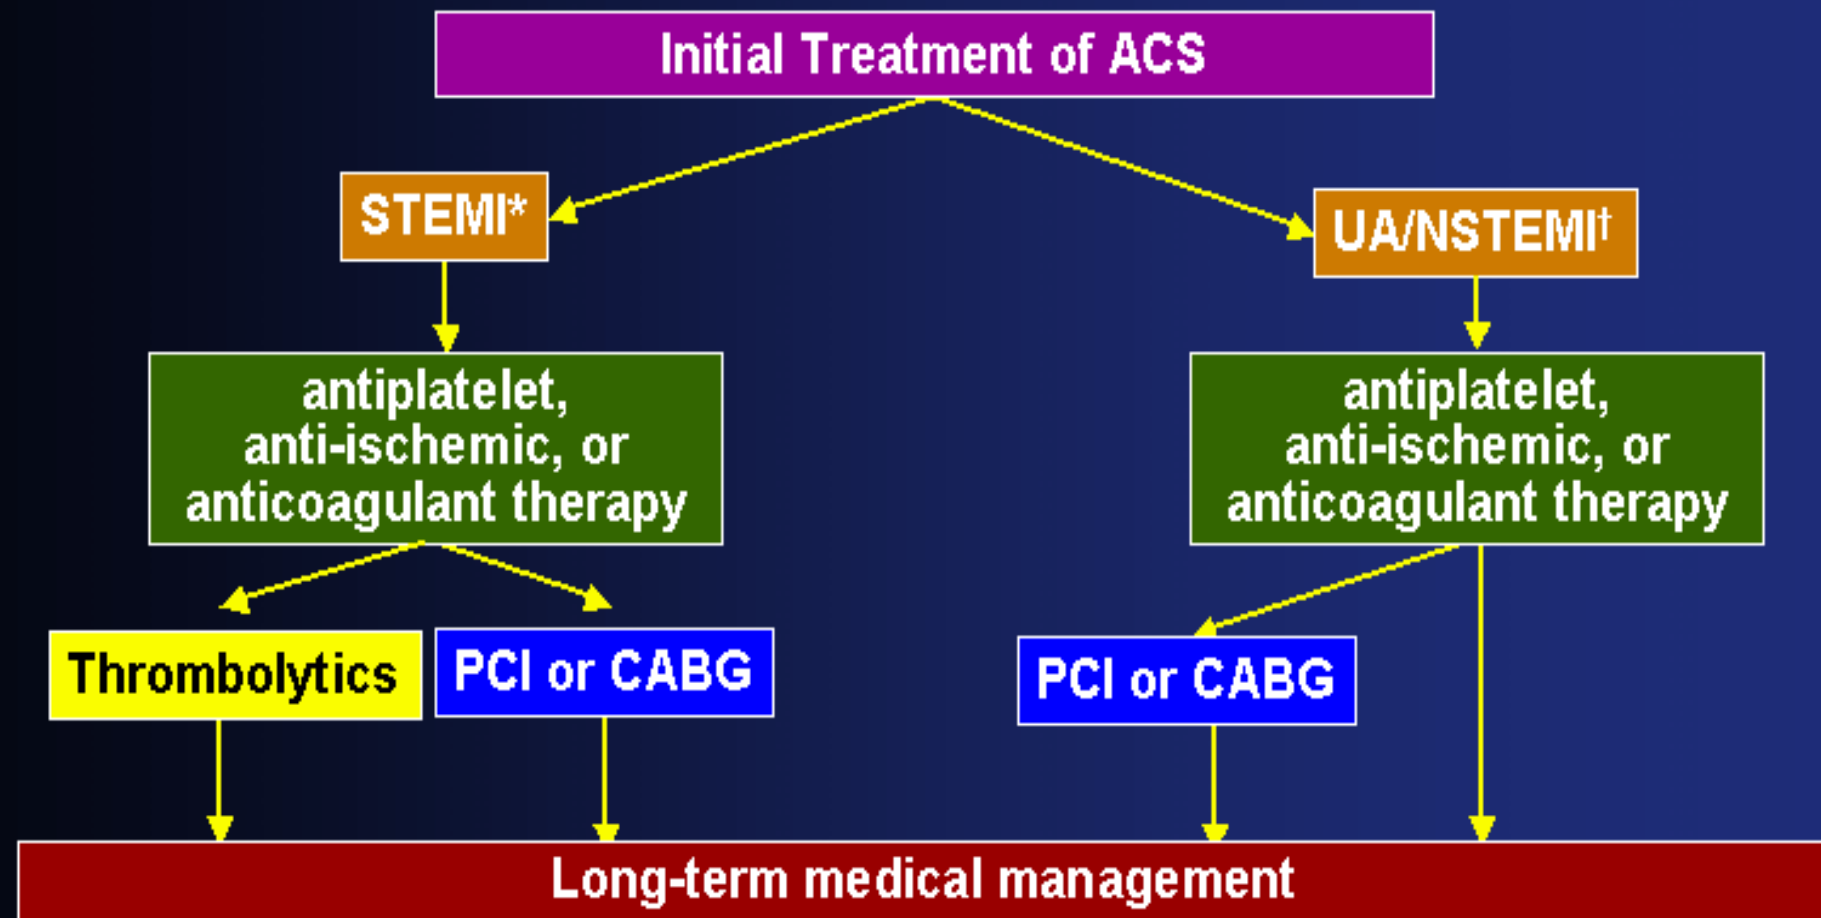 Initial Treatment of ACS
STEMI*
UA/NSTEMI†
antiplatelet,
anti-ischemic, or
anticoagulant therapy
antiplatelet,
anti-ischemic, or
anticoagulant therapy
Thrombolytics
PCI or CABG
PCI or CABG
Long-term medical management